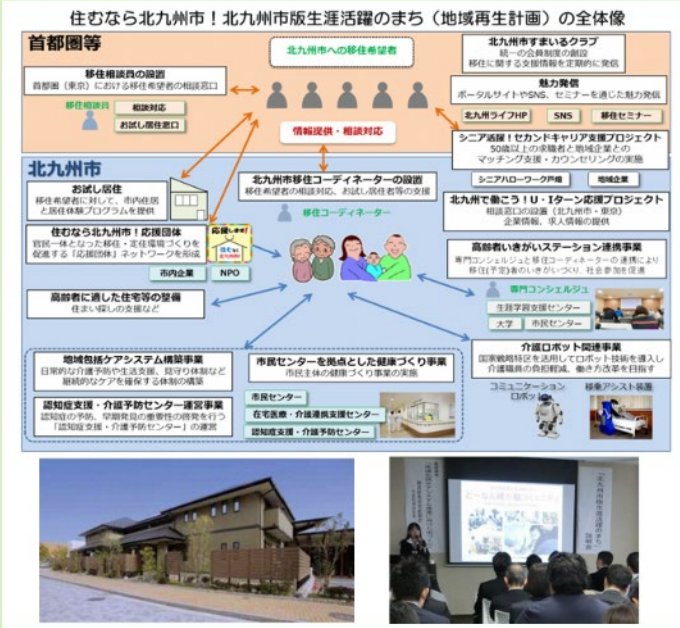 住むなら北九州市！北九州市版生涯活躍のまち（地域再生計画）の全体像
首都圏等
北九州市への移住希望者
北九州市すまいるクラブ
統一の会員制度の創設
移住に関する支援情報を定期的に発信
移住相談員の設置
首都圏（東京）における移住希望者の相談窓口
移住相談員
相談対応
お試し居住窓口
魅力発信
ポータルサイトやSNS、セミナーを通じた魅力発信
北九州ライフHP
SNS
移住セミナー
情報提供・相談対応
シニア活躍！セカンドキャリア支援プロジェクト
50歳以上の求職者と地域企業との
マッチング支援・カウンセリングの実施
シニアハローワーク戸畑
地域企業
北九州市
お試し居住
移住希望者に対して、市内住居
と居住体験プログラムを提供
北九州市移住コーディネーターの設置
移住希望者の相談対応、お試し居住者等の支援
移住コーディネーター
北九州で働こう！U・Iターン応援プロジェクト
相談窓口の設置（北九州市・東京）
企業情報、求人情報の提供
住むなら北九州市！応援団体
官民一体となった移住・定住環境づくりを
促進する「応援団体」ネットワークを形成
応援します！
市内企業
NPO
高齢者いきがいステーション連携事業
専門コンシェルジュと移住コーディネーターの連携により
移住(予定)者のいきがいづくり、社会参加を促進
専門コンシェルジュ
生涯学習支援センター
大学
市民センター
高齢者に適した住宅等の整備
住まい探しの支援など
地域包括ケアシステム構築事業
日常的な介護予防や生活支援、見守り体制など
継続的なケアを確保する体制の構築
市民センターを拠点とした健康づくり事業
市民主体の健康づくり事業の実施
市民センター
在宅医療・介護連携支援センター
認知症支援・介護予防センター
介護ロボット関連事業
国家戦略特区を活用してロボット技術を導入し
介護職員の負担軽減、働き方改革を目指す
コミュニケーション
ロボット
移乗アシスト装置
認知症支援・介護予防センター運営事業
認知症の予防、早期発見の重要性の啓発を行う
「認知症支援・介護予防センター」の運営
「北九州市版生涯活躍のまち」
説明会